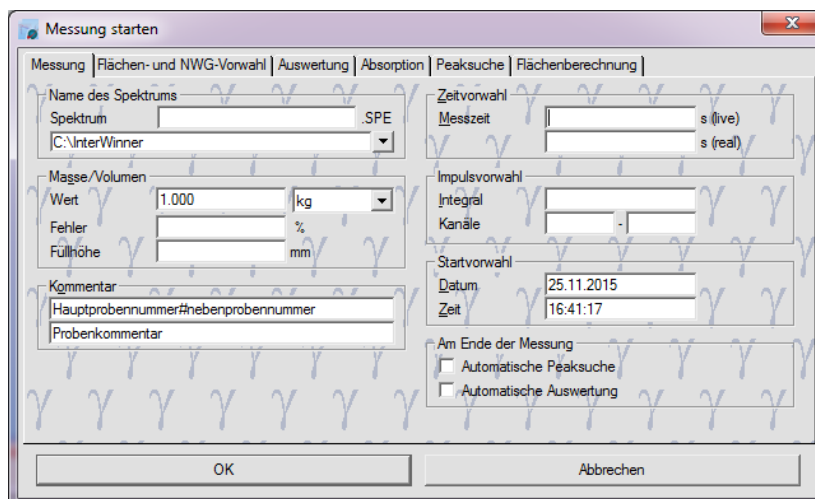 Messung starten
Messung Flächen- und NWG-Vorwahl Auswertung Absorption Peaksuche Flächenberechnung
Name des Spektrums
Spektrum .SPE
C:\InterWinner
Masse/Volumen
Wert 1.000 kg
Fehler %
Füllhöhe mm
Kommentar
Hauptprobennummer#nebenprobennummer
Probenkommentar
Zeitvorwahl
Messzeit s (live)
s (real)
Impulsvorwahl
Integral
Kanäle -
Startvorwahl
Datum 25.11.2015
Zeit 16:41:17
Am Ende der Messung
Automatische Peaksuche
Automatische Auswertung
OK Abbrechen